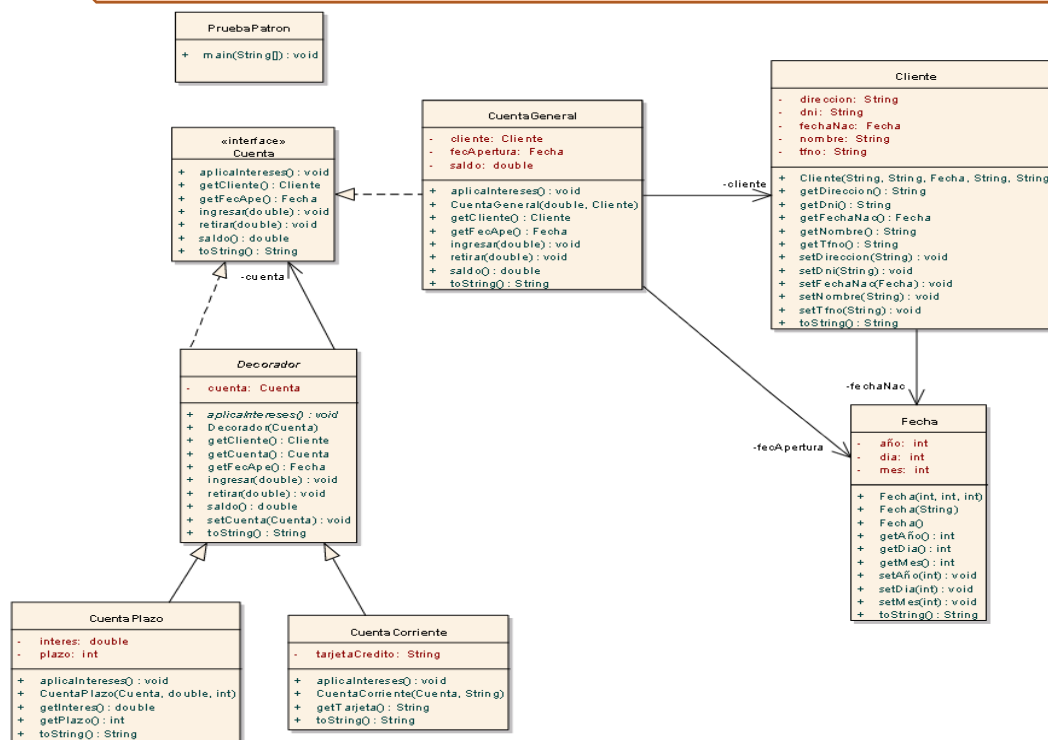 PruebaPatron
+ main(String[]) : void
«interface»
Cuenta
+ aplicaIntereses() : void
+ getCliente() : Cliente
+ getFecApe() : Fecha
+ ingresar(double) : void
+ retirar(double) : void
+ saldo() : double
+ toString() : String
CuentaGeneral
- cliente: Cliente
- fecApertura: Fecha
- saldo: double
+ aplicaIntereses() : void
+ CuentaGeneral(double, Cliente)
+ getCliente() : Cliente
+ getFecApe() : Fecha
+ ingresar(double) : void
+ retirar(double) : void
+ saldo() : double
+ toString() : String
-cliente
Cliente
- direccion: String
- dni: String
- fechaNac: Fecha
- nombre: String
- tfno: String
+ Cliente(String, String, Fecha, String, String
+ getDireccion() : String
+ getDni() : String
+ getFechaNac() : Fecha
+ getNombre() : String
+ getTfno() : String
+ setDireccion(String) : void
+ setDni(String) : void
+ setFechaNac(Fecha) : void
+ setNombre(String) : void
+ setTfno(String) : void
+ toString() : String
-cuenta
Decorador
- cuenta: Cuenta
+ aplicaIntereses() : void
+ Decorador(Cuenta)
+ getCliente() : Cliente
+ getCuenta() : Cuenta
+ getFecApe() : Fecha
+ ingresar(double) : void
+ retirar(double) : void
+ saldo() : double
+ setCuenta(Cuenta) : void
+ toString() : String
-fechaNac
-fecApertura
Fecha
- año: int
- dia: int
- mes: int
+ Fecha(int, int, int)
+ Fecha(String)
+ Fecha()
+ getAño() : int
+ getDia() : int
+ getMes() : int
+ setAño(int) : void
+ setDia(int) : void
+ setMes(int) : void
+ toString() : String
CuentaPlazo
- interes: double
- plazo: int
+ aplicaIntereses() : void
+ CuentaPlazo(Cuenta, double, int)
+ getInteres() : double
+ getPlazo() : int
+ toString() : String
CuentaCorriente
- tarjetaCredito: String
+ aplicaIntereses() : void
+ CuentaCorriente(Cuenta, String)
+ getTarjeta() : String
+ toString() : String